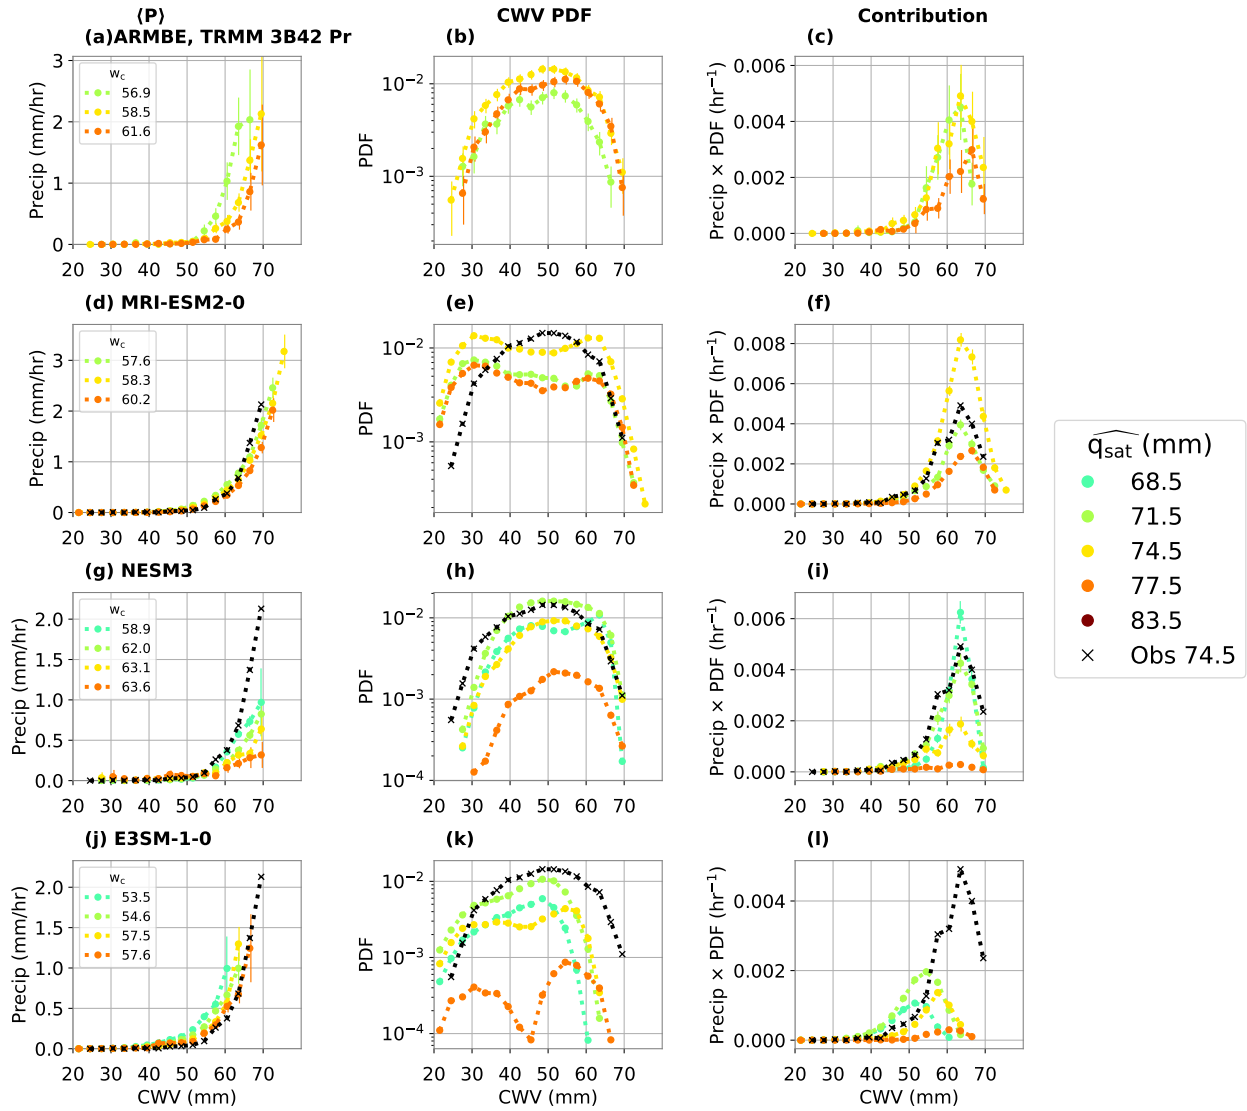 ⟨P⟩
CWV PDF
Contribution
(a)ARMBE, TRMM 3B42 Pr
(b)
(c)
Precip (mm/hr)
3
2
1
0
w_c
56.9
58.5
61.6
20 30 40 50 60 70
PDF
10⁻²
10⁻³
20 30 40 50 60 70
Precip × PDF (hr⁻¹)
0.006
0.004
0.002
0.000
20 30 40 50 60 70
(d) MRI-ESM2-0
(e)
(f)
Precip (mm/hr)
3
2
1
0
w_c
57.6
58.3
60.2
20 30 40 50 60 70
PDF
10⁻²
10⁻³
20 30 40 50 60 70
Precip × PDF (hr⁻¹)
0.008
0.006
0.004
0.002
0.000
20 30 40 50 60 70
(g) NESM3
(h)
(i)
Precip (mm/hr)
2.0
1.5
1.0
0.5
0.0
w_c
58.9
62.0
63.1
63.6
20 30 40 50 60 70
PDF
10⁻²
10⁻³
10⁻⁴
20 30 40 50 60 70
Precip × PDF (hr⁻¹)
0.006
0.004
0.002
0.000
20 30 40 50 60 70
(j) E3SM-1-0
(k)
(l)
Precip (mm/hr)
2.0
1.5
1.0
0.5
0.0
w_c
53.5
54.6
57.5
57.6
20 30 40 50 60 70
CWV (mm)
PDF
10⁻²
10⁻³
10⁻⁴
20 30 40 50 60 70
CWV (mm)
Precip × PDF (hr⁻¹)
0.004
0.002
0.000
20 30 40 50 60 70
CWV (mm)
q̂_sat (mm)
68.5
71.5
74.5
77.5
83.5
Obs 74.5